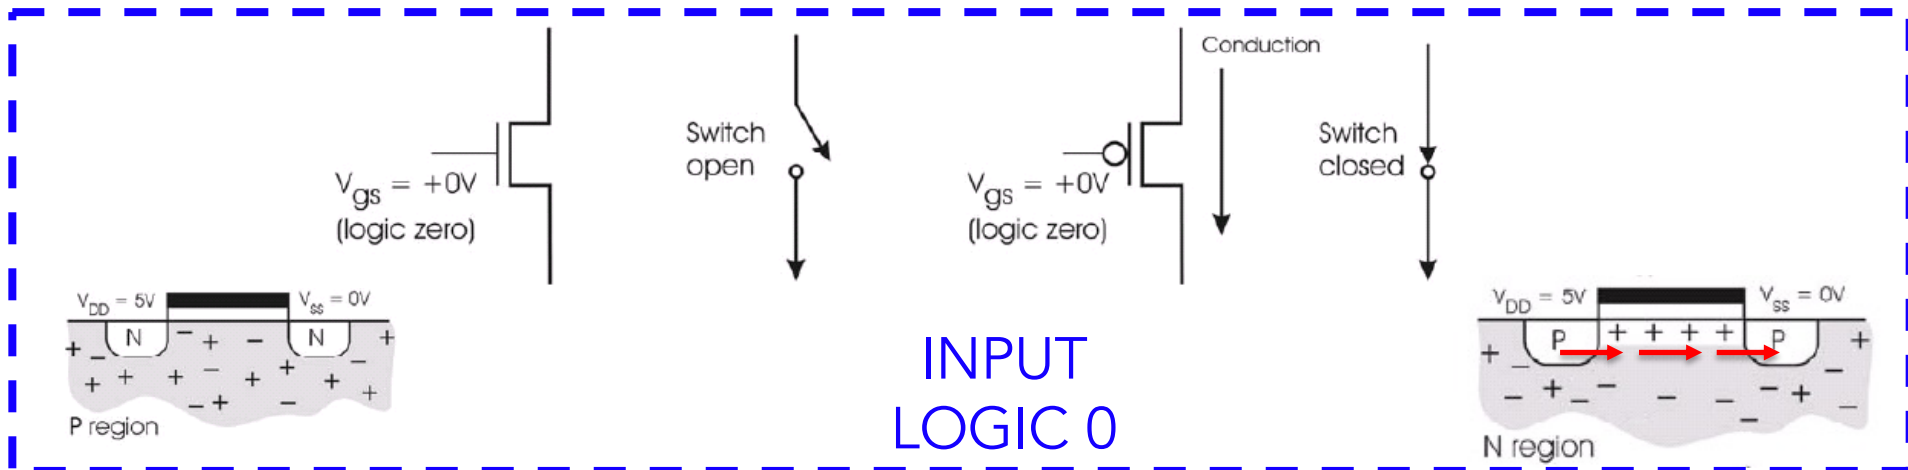 Conduction
Switch
open
Switch
closed
Vgs = +0V
(logic zero)
Vgs = +0V
(logic zero)
VDD = 5V
Vss = 0V
N
N
+ − + − + − + − + + + − + − + − + − +
P region
INPUT
LOGIC 0
VDD = 5V
Vss = 0V
P
+ + + +
P
+ − + − − − + − − − + − − +
N region